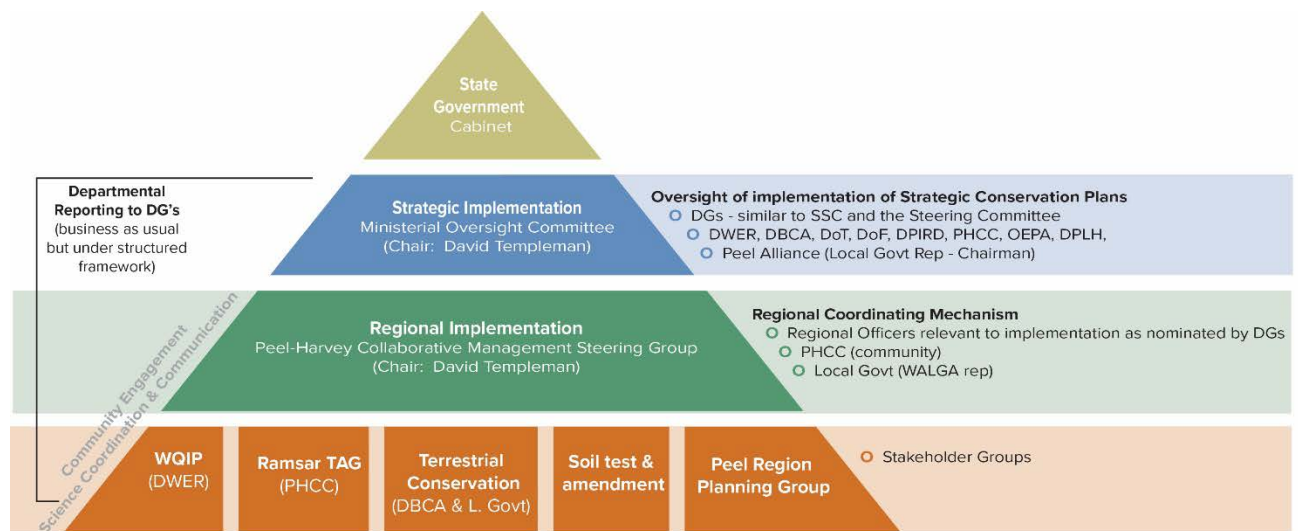 State
Government
Cabinet
Departmental
Reporting to DG's
(business as usual
but under structured
framework)
Strategic Implementation
Ministerial Oversight Committee
(Chair: David Templeman)
Oversight of implementation of Strategic Conservation Plans
DGs - similar to SSC and the Steering Committee
DWER, DBCA, DoT, DoF, DPIRD, PHCC, OEPA, DPLH,
Peel Alliance (Local Govt Rep - Chairman)
Community Engagement
Science Coordination & Communication
Regional Implementation
Peel-Harvey Collaborative Management Steering Group
(Chair: David Templeman)
Regional Coordinating Mechanism
Regional Officers relevant to implementation as nominated by DGs
PHCC (community)
Local Govt (WALGA rep)
WQIP
(DWER)
Ramsar TAG
(PHCC)
Terrestrial
Conservation
(DBCA & L. Govt)
Soil test &
amendment
Peel Region
Planning Group
Stakeholder Groups